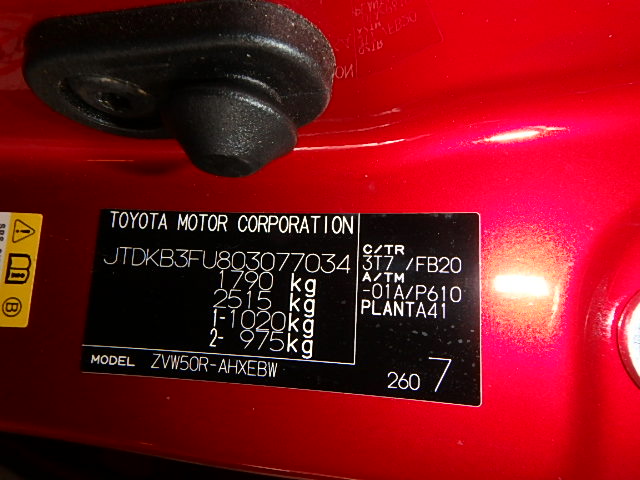 TOYOTA MOTOR CORPORATION
JTDKB3FU803077034
1790 kg
2515 kg
1-1020kg
2- 975kg
MODEL ZVW50R-AHXEBW
C/TR
3T7 /FB20
A/TM
-01A/P610
PLANTA41
260 7
B